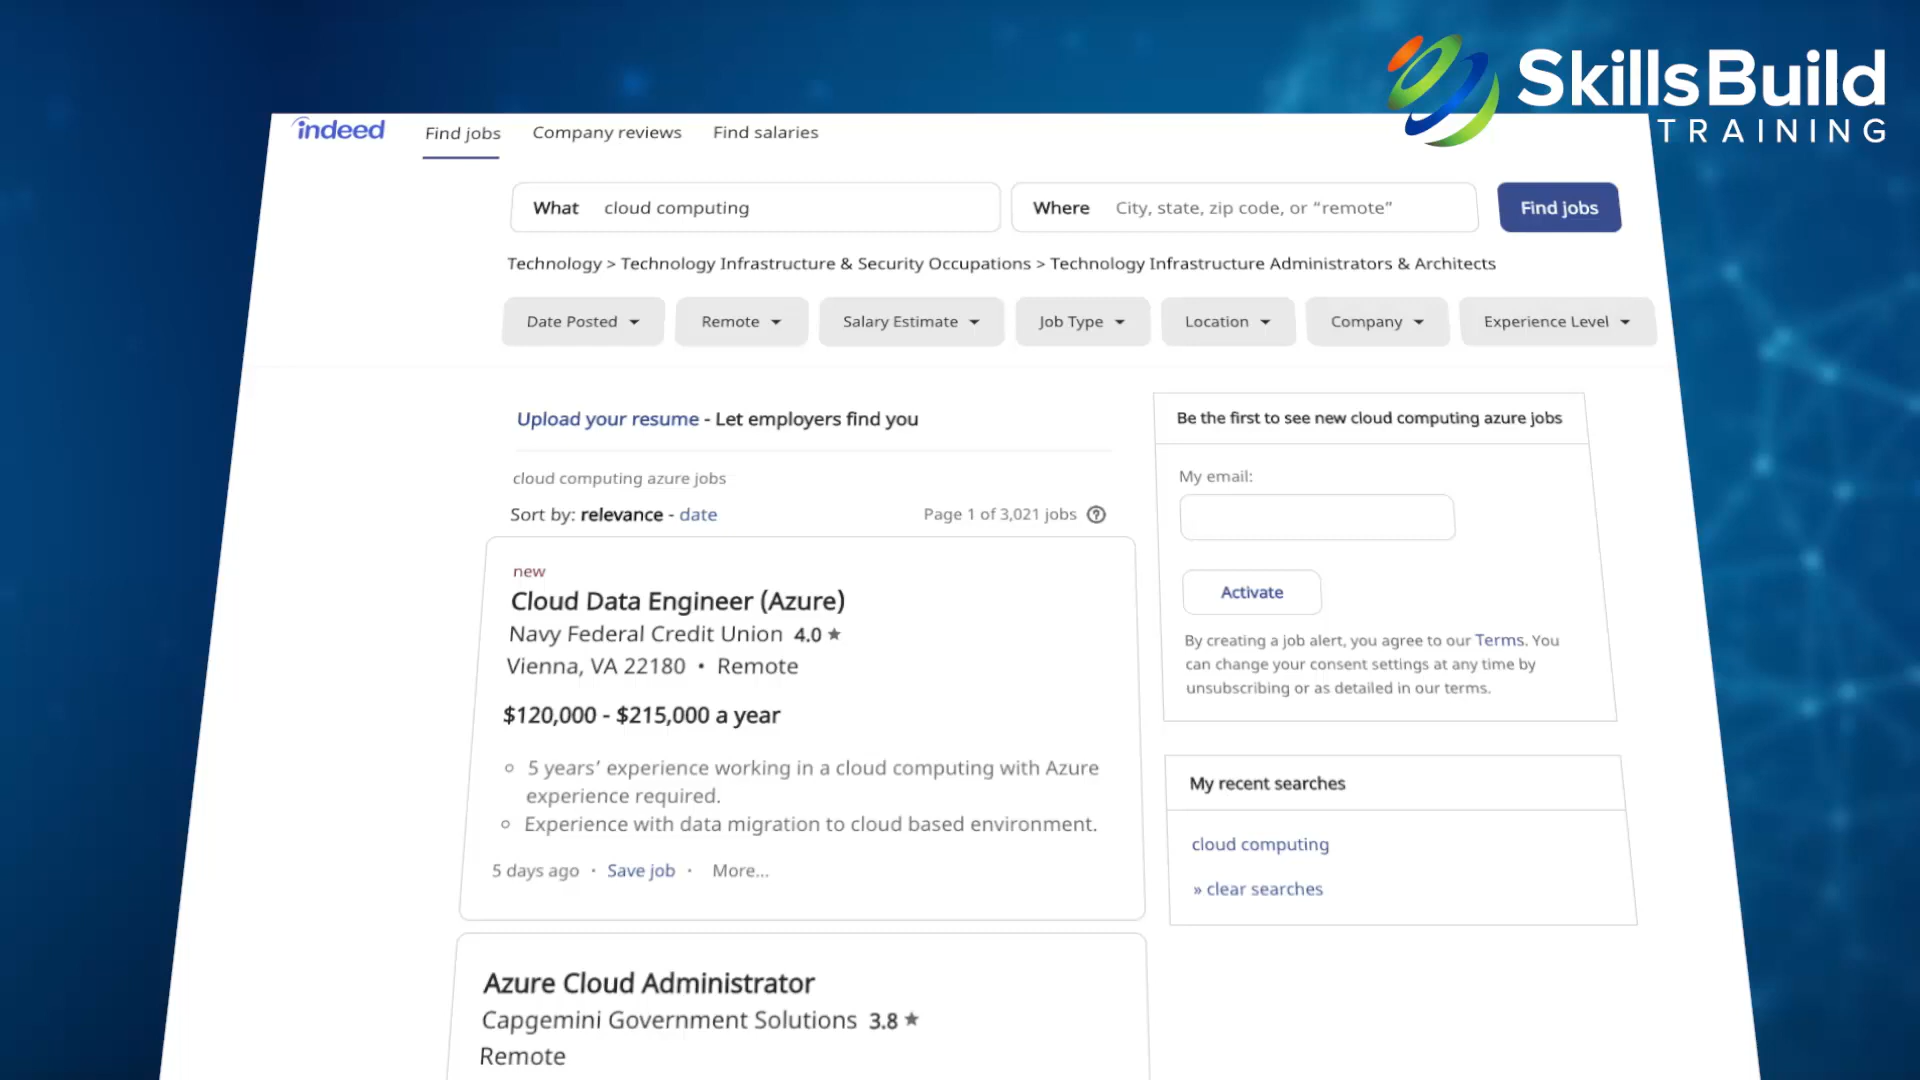 SkillsBuild
TRAINING
indeed
Find jobs
Company reviews
Find salaries
What cloud computing
Where City, state, zip code, or “remote”
Find jobs
Technology > Technology Infrastructure & Security Occupations > Technology Infrastructure Administrators & Architects
Date Posted
Remote
Salary Estimate
Job Type
Location
Company
Experience Level
Upload your resume - Let employers find you
cloud computing azure jobs
Sort by: relevance - date
Page 1 of 3,021 jobs ?
new
Cloud Data Engineer (Azure)
Navy Federal Credit Union 4.0 ★
Vienna, VA 22180 • Remote
$120,000 - $215,000 a year
5 years’ experience working in a cloud computing with Azure
experience required.
Experience with data migration to cloud based environment.
5 days ago · Save job · More...
Azure Cloud Administrator
Capgemini Government Solutions 3.8 ★
Remote
Be the first to see new cloud computing azure jobs
My email:
Activate
By creating a job alert, you agree to our Terms. You
can change your consent settings at any time by
unsubscribing or as detailed in our terms.
My recent searches
cloud computing
» clear searches